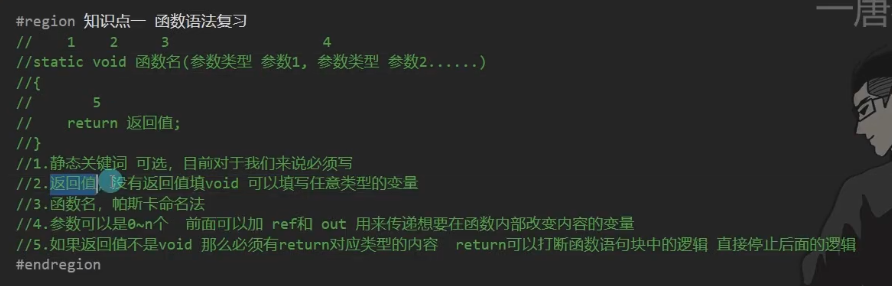 一唐
#region 知识点一 函数语法复习
// 1 2 3 4
//static void 函数名(参数类型 参数1, 参数类型 参数2......)
//{
// 5
// return 返回值;
//}
//1.静态关键词 可选，目前对于我们来说必须写
//2.返回值 没有返回值填void 可以填写任意类型的变量
//3.函数名，帕斯卡命名法
//4.参数可以是0~n个 前面可以加 ref和 out 用来传递想要在函数内部改变内容的变量
//5.如果返回值不是void 那么必须有return对应类型的内容 return可以打断函数语句块中的逻辑 直接停止后面的逻辑
#endregion